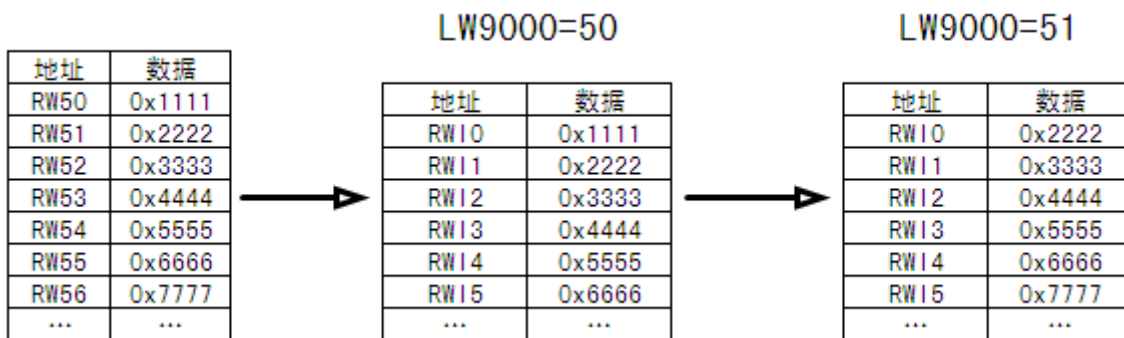 LW9000=50
LW9000=51
地址 数据
RW50 0x1111
RW51 0x2222
RW52 0x3333
RW53 0x4444
RW54 0x5555
RW55 0x6666
RW56 0x7777
… …
地址 数据
RWI0 0x1111
RWI1 0x2222
RWI2 0x3333
RWI3 0x4444
RWI4 0x5555
RWI5 0x6666
… …
地址 数据
RWI0 0x2222
RWI1 0x3333
RWI2 0x4444
RWI3 0x5555
RWI4 0x6666
RWI5 0x7777
… …